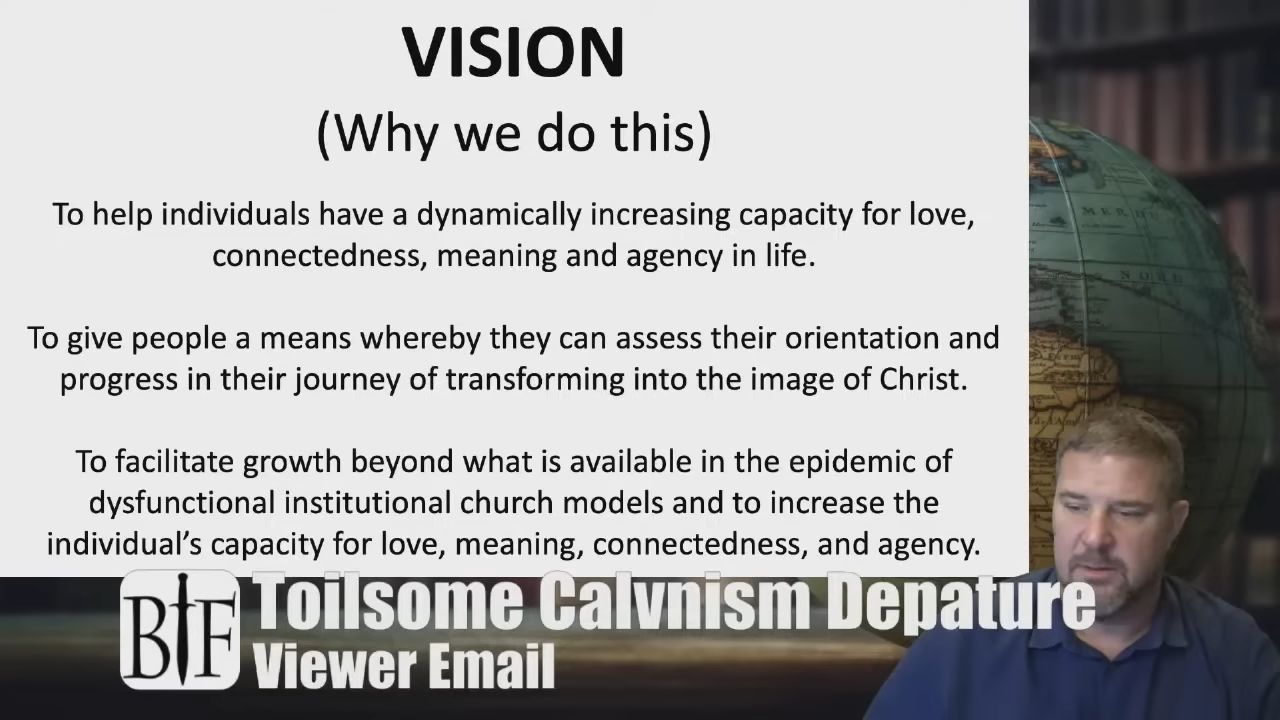 VISION
(Why we do this)
To help individuals have a dynamically increasing capacity for love,
connectedness, meaning and agency in life.
To give people a means whereby they can assess their orientation and
progress in their journey of transforming into the image of Christ.
To facilitate growth beyond what is available in the epidemic of
dysfunctional institutional church models and to increase the
individual’s capacity for love, meaning, connectedness, and agency.
BTF
Toilsome Calvnism Depature
Viewer Email
NORD